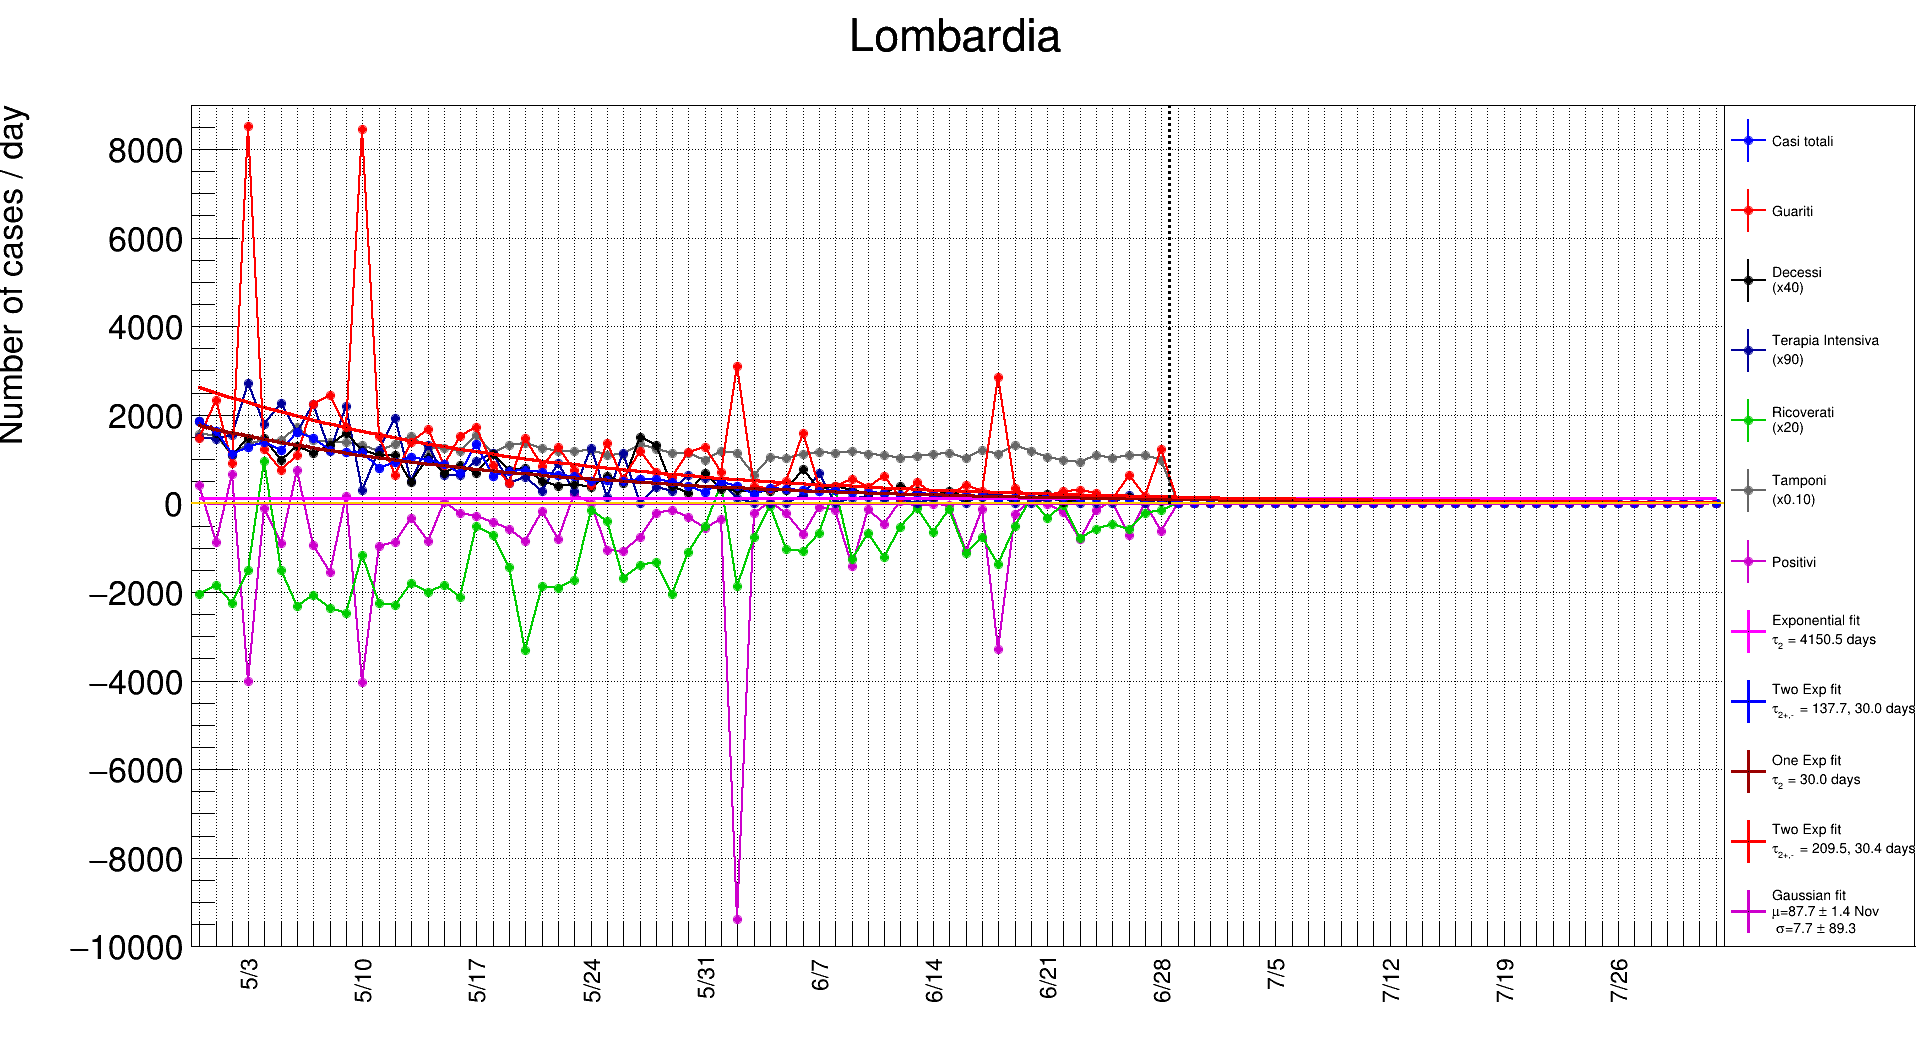 Lombardia
Number of cases / day
8000
6000
4000
2000
0
−2000
−4000
−6000
−8000
−10000
5/3
5/10
5/17
5/24
5/31
6/7
6/14
6/21
6/28
7/5
7/12
7/19
7/26
Casi totali
Guariti
Decessi
(x40)
Terapia Intensiva
(x90)
Ricoverati
(x20)
Tamponi
(x0.10)
Positivi
Exponential fit
τ2 = 4150.5 days
Two Exp fit
τ2+,- = 137.7, 30.0 days
One Exp fit
τ2 = 30.0 days
Two Exp fit
τ2+,- = 209.5, 30.4 days
Gaussian fit
μ=87.7 ± 1.4 Nov
σ=7.7 ± 89.3